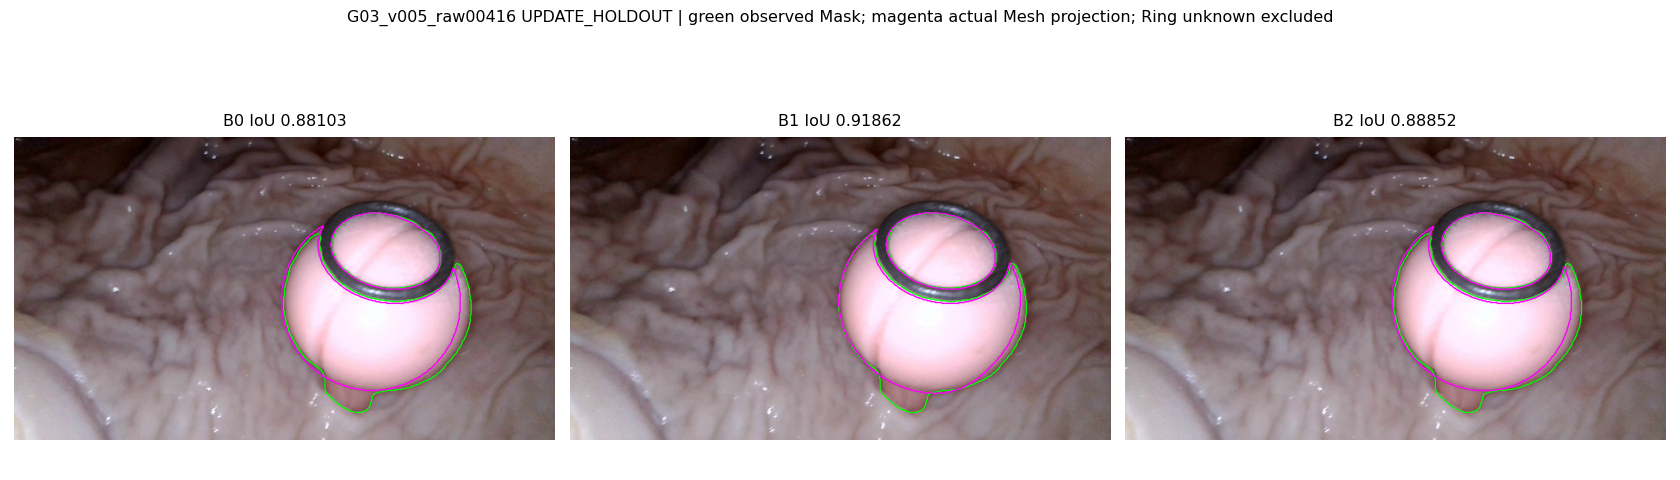 G03_v005_raw00416 UPDATE_HOLDOUT | green observed Mask; magenta actual Mesh projection; Ring unknown excluded
B0 IoU 0.88103
B1 IoU 0.91862
B2 IoU 0.88852